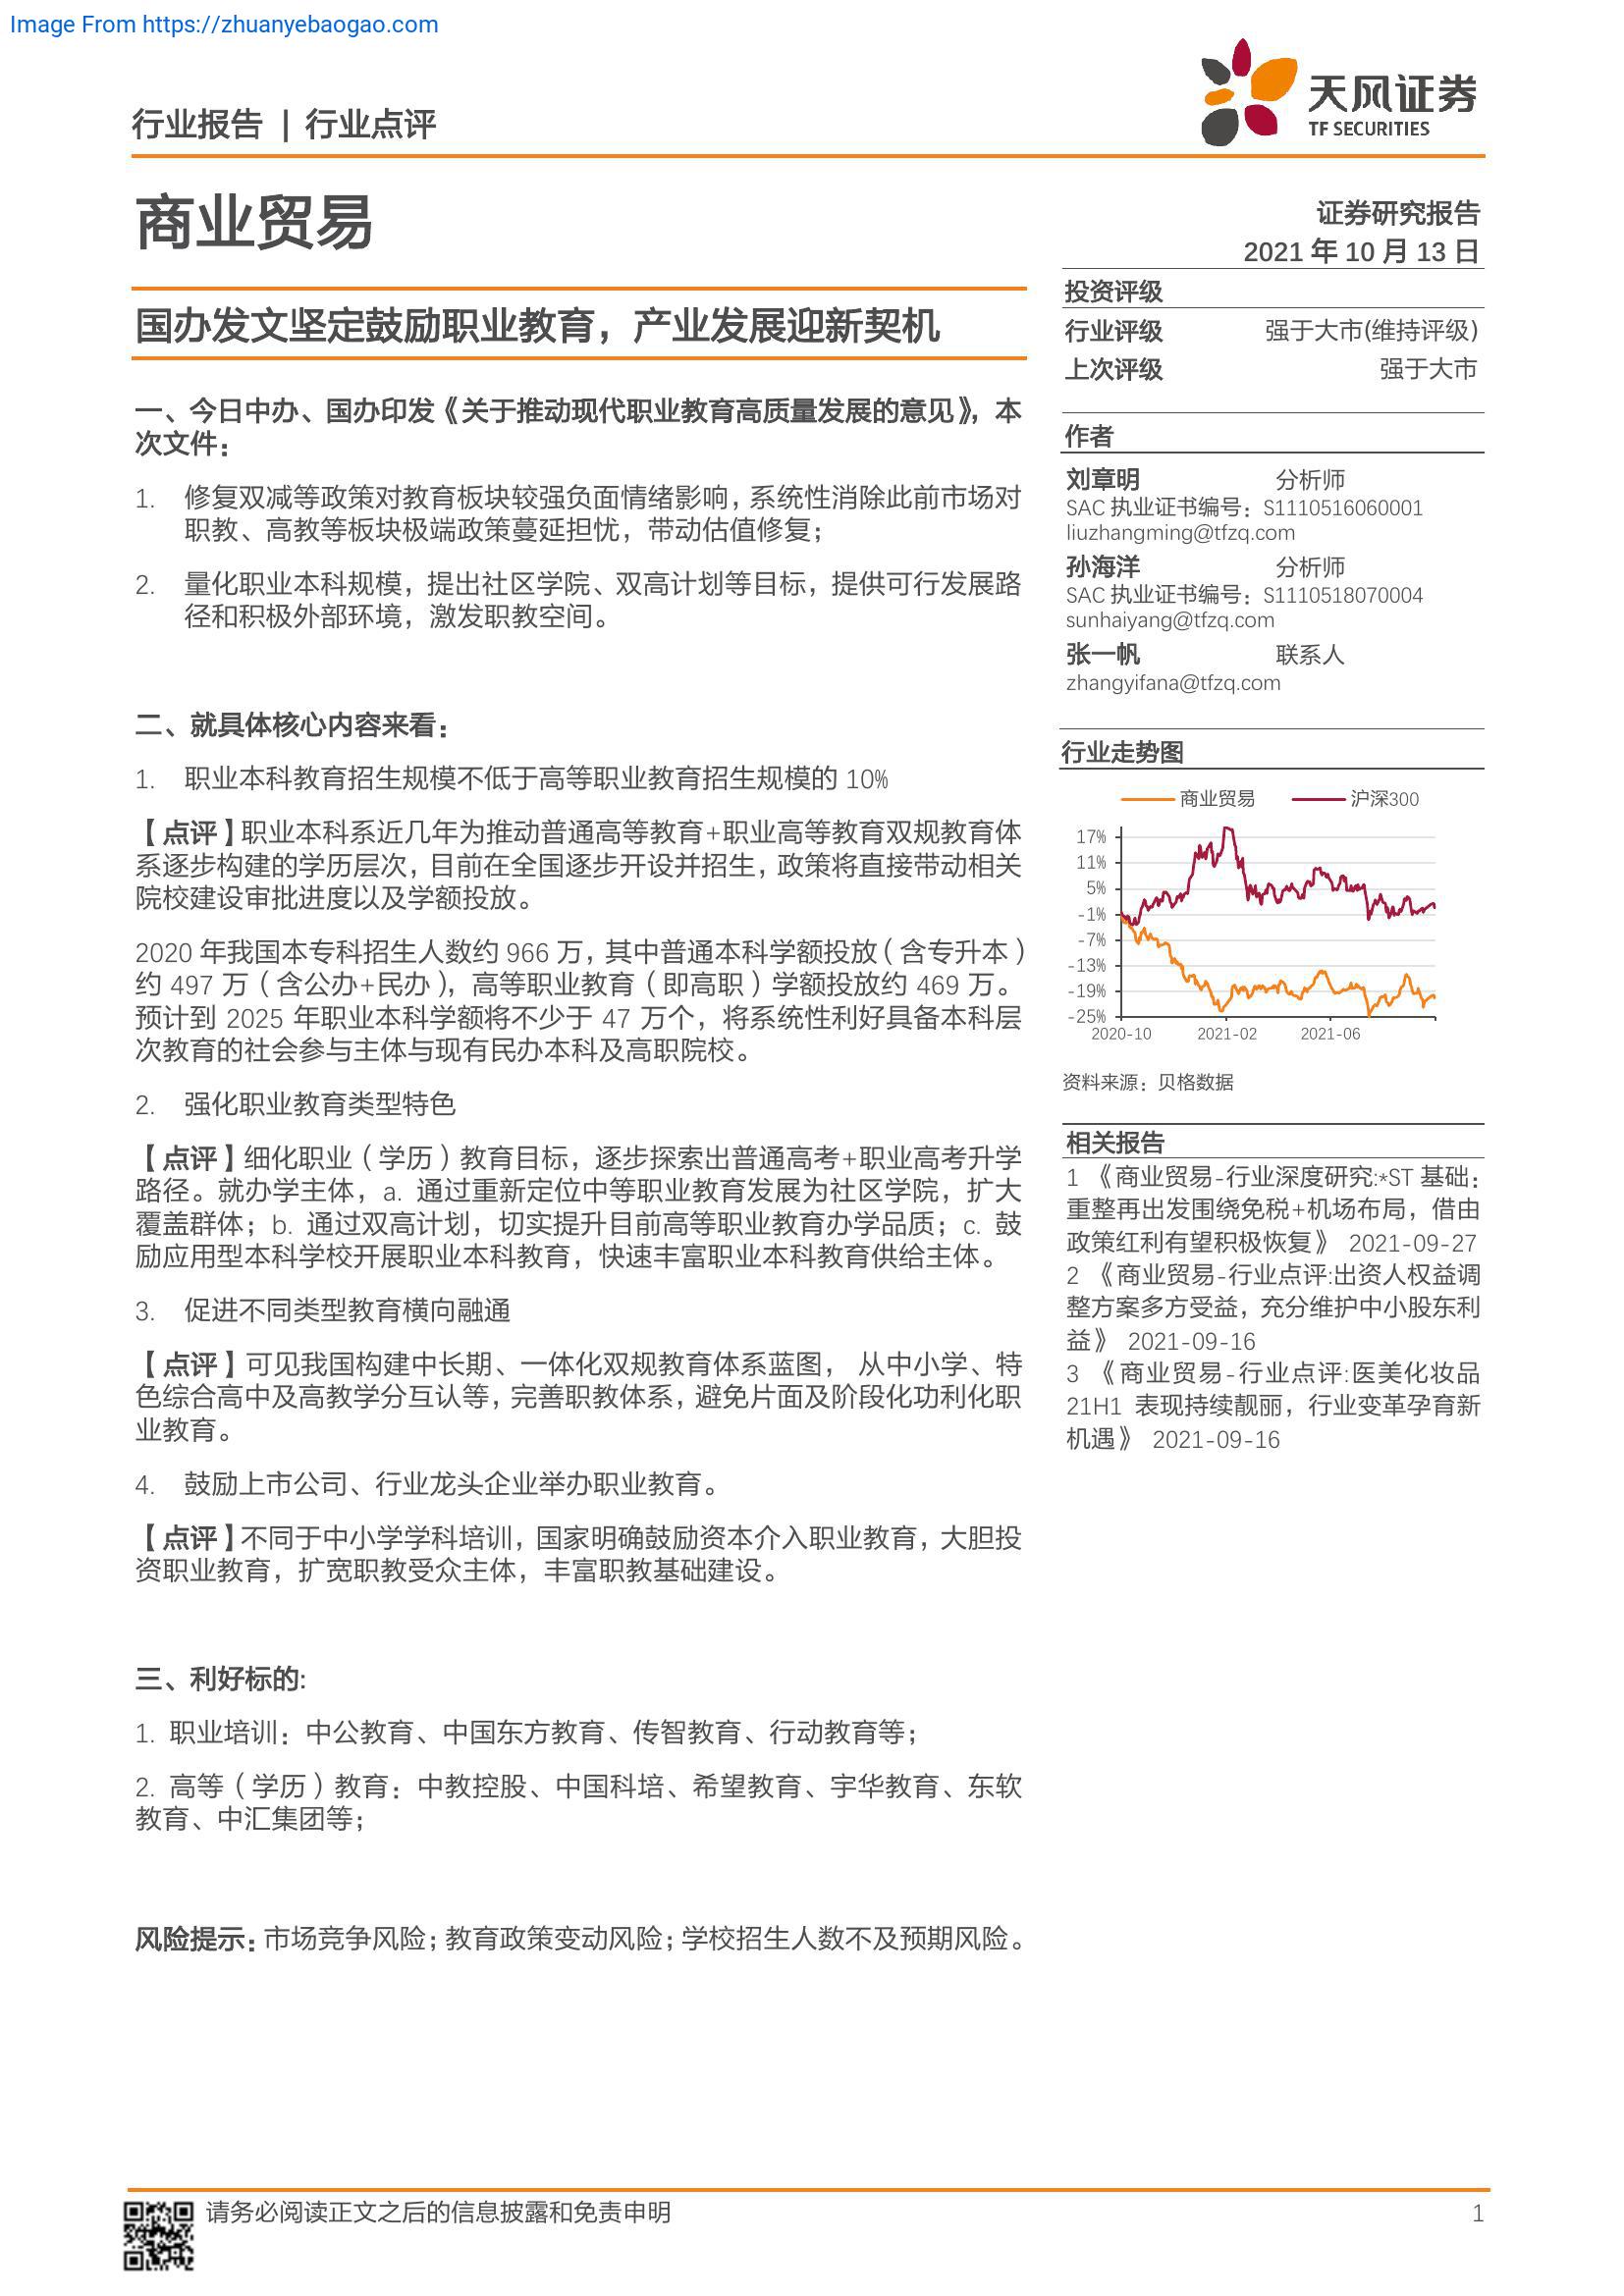 Image From https://zhuanyebaogao.com
行业报告 | 行业点评
天风证券
TF SECURITIES
商业贸易
证券研究报告
2021 年 10 月 13 日
国办发文坚定鼓励职业教育，产业发展迎新契机
一、今日中办、国办印发《关于推动现代职业教育高质量发展的意见》，本
次文件：
1. 修复双减等政策对教育板块较强负面情绪影响，系统性消除此前市场对
职教、高教等板块极端政策蔓延担忧，带动估值修复；
2. 量化职业本科规模，提出社区学院、双高计划等目标，提供可行发展路
径和积极外部环境，激发职教空间。
二、就具体核心内容来看：
1. 职业本科教育招生规模不低于高等职业教育招生规模的 10%
【点评】职业本科系近几年为推动普通高等教育+职业高等教育双规教育体
系逐步构建的学历层次，目前在全国逐步开设并招生，政策将直接带动相关
院校建设审批进度以及学额投放。
2020 年我国本专科招生人数约 966 万，其中普通本科学额投放（含专升本）
约 497 万（含公办+民办），高等职业教育（即高职）学额投放约 469 万。
预计到 2025 年职业本科学额将不少于 47 万个，将系统性利好具备本科层
次教育的社会参与主体与现有民办本科及高职院校。
2. 强化职业教育类型特色
【点评】细化职业（学历）教育目标，逐步探索出普通高考+职业高考升学
路径。就办学主体，a. 通过重新定位中等职业教育发展为社区学院，扩大
覆盖群体；b. 通过双高计划，切实提升目前高等职业教育办学品质；c. 鼓
励应用型本科学校开展职业本科教育，快速丰富职业本科教育供给主体。
3. 促进不同类型教育横向融通
【点评】可见我国构建中长期、一体化双规教育体系蓝图， 从中小学、特
色综合高中及高教学分互认等，完善职教体系，避免片面及阶段化功利化职
业教育。
4. 鼓励上市公司、行业龙头企业举办职业教育。
【点评】不同于中小学学科培训，国家明确鼓励资本介入职业教育，大胆投
资职业教育，扩宽职教受众主体，丰富职教基础建设。
三、利好标的:
1. 职业培训：中公教育、中国东方教育、传智教育、行动教育等；
2. 高等（学历）教育：中教控股、中国科培、希望教育、宇华教育、东软
教育、中汇集团等；
风险提示：市场竞争风险；教育政策变动风险；学校招生人数不及预期风险。
投资评级
行业评级 强于大市(维持评级)
上次评级 强于大市
作者
刘章明 分析师
SAC 执业证书编号：S1110516060001
liuzhangming@tfzq.com
孙海洋 分析师
SAC 执业证书编号：S1110518070004
sunhaiyang@tfzq.com
张一帆 联系人
zhangyifana@tfzq.com
行业走势图
商业贸易 沪深300
17%
11%
5%
-1%
-7%
-13%
-19%
-25%
2020-10 2021-02 2021-06
资料来源：贝格数据
相关报告
1 《商业贸易-行业深度研究:*ST 基础：
重整再出发围绕免税+机场布局，借由
政策红利有望积极恢复》 2021-09-27
2 《商业贸易-行业点评:出资人权益调
整方案多方受益，充分维护中小股东利
益》 2021-09-16
3 《商业贸易-行业点评:医美化妆品
21H1 表现持续靓丽，行业变革孕育新
机遇》 2021-09-16
请务必阅读正文之后的信息披露和免责申明 1